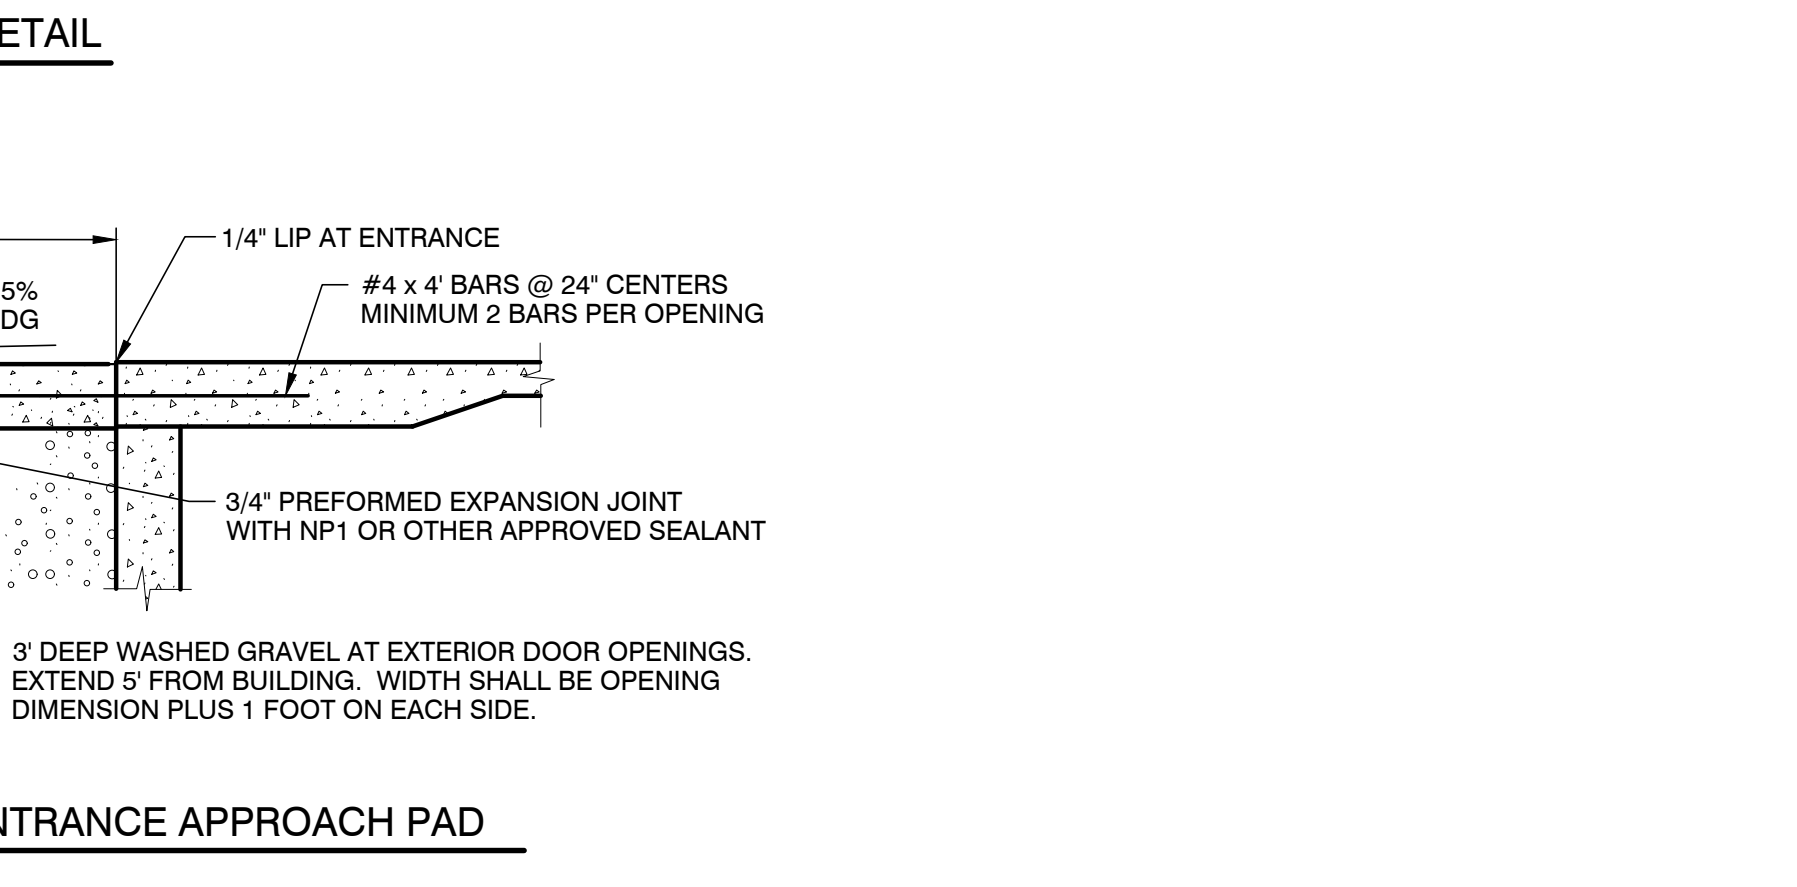 ETAIL
1/4" LIP AT ENTRANCE
#4 x 4' BARS @ 24" CENTERS
MINIMUM 2 BARS PER OPENING
5%
DG
3/4" PREFORMED EXPANSION JOINT
WITH NP1 OR OTHER APPROVED SEALANT
3' DEEP WASHED GRAVEL AT EXTERIOR DOOR OPENINGS.
EXTEND 5' FROM BUILDING.  WIDTH SHALL BE OPENING
DIMENSION PLUS 1 FOOT ON EACH SIDE.
NTRANCE APPROACH PAD